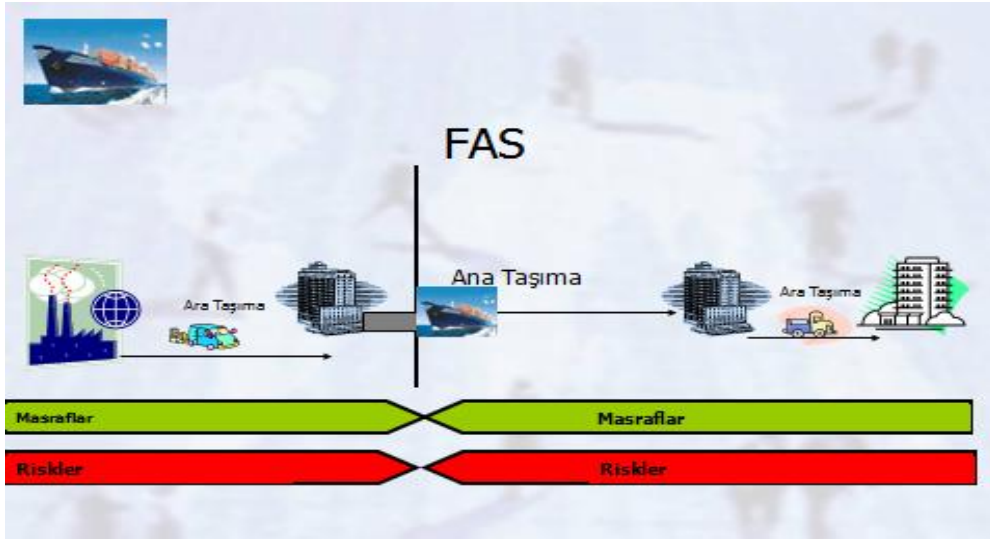 FAS
Ana Taşıma
Ara Taşıma
Ara Taşıma
Masraflar
Masraflar
Riskler
Riskler